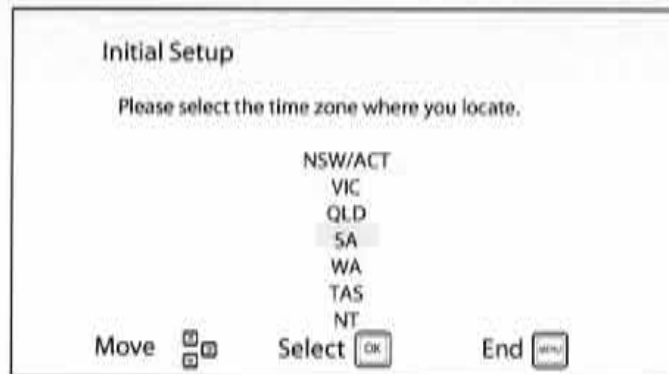 Initial Setup
Please select the time zone where you locate.
NSW/ACT
VIC
QLD
SA
WA
TAS
NT
Move Select OK End MENU